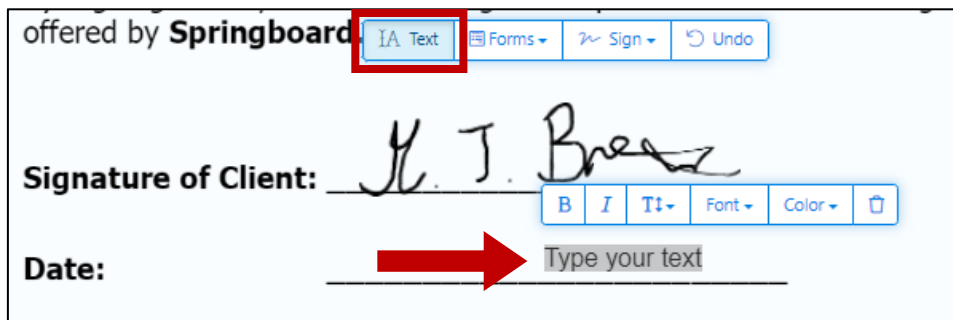 offered by Springboard.
IA Text Forms Sign Undo
Signature of Client: M. J.
B I T Font Color
Date: Type your text